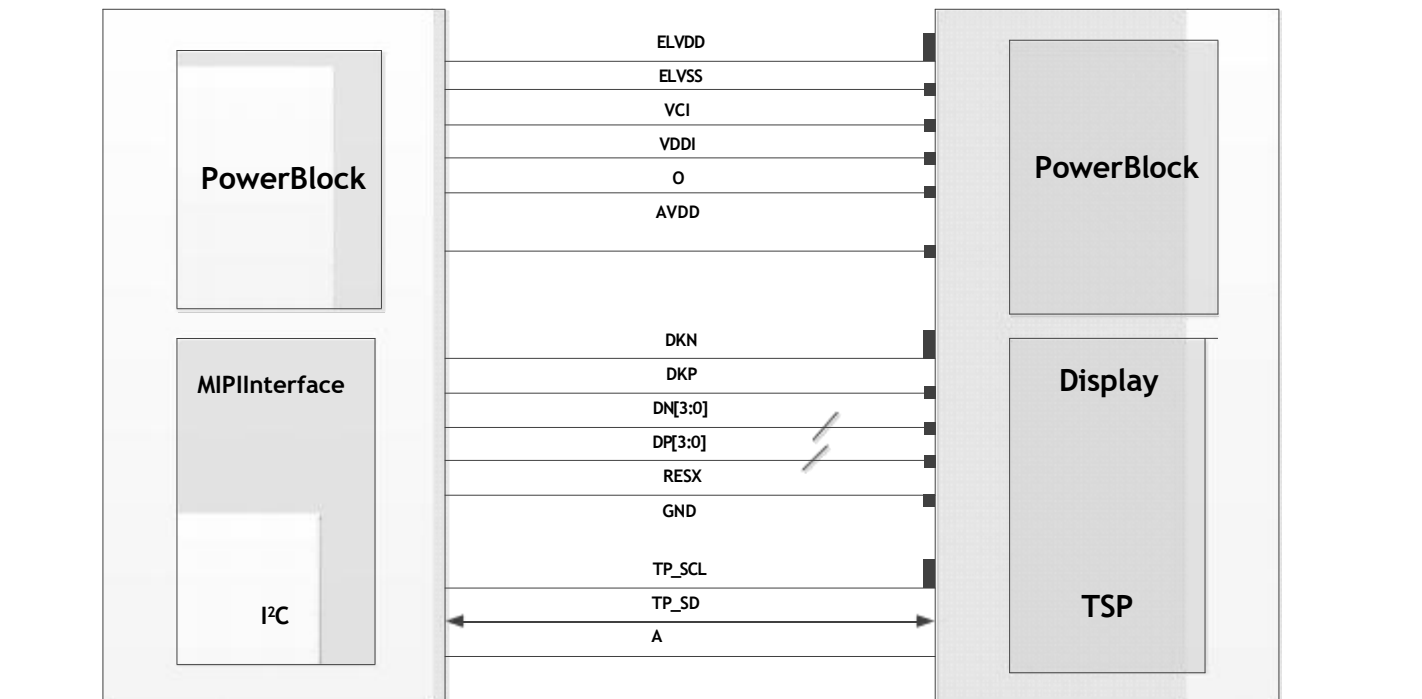 ELVDD
ELVSS
VCI
VDDI
O
AVDD
PowerBlock
PowerBlock
DKN
DKP
DN[3:0]
DP[3:0]
RESX
GND
MIPIInterface
Display
TP_SCL
TP_SD
A
I²C
TSP